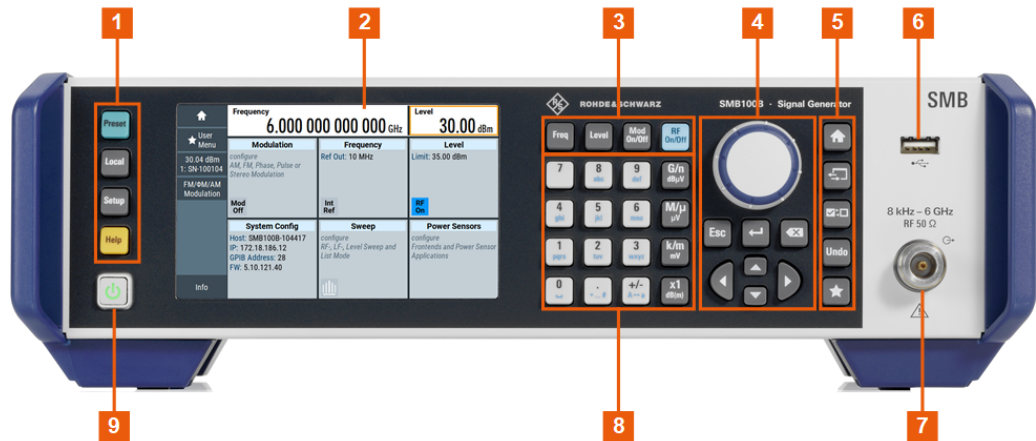 1
2
3
4
5
6
Preset
Local
Setup
Help
User
Menu
30.04 dBm
1: SN-100104
FM/ΦM/AM
Modulation
Info
Frequency
6.000 000 000 000 GHz
Level
30.00 dBm
Modulation
configure
AM, FM, Phase, Pulse or
Stereo Modulation
Mod
Off
Frequency
Ref Out: 10 MHz
Int
Ref
Level
Limit: 35.00 dBm
RF
On
System Config
Host: SMB100B-104417
IP: 172.18.186.12
GPIB Address: 28
FW: 5.10.121.40
Sweep
configure
RF-, LF-, Level Sweep and
List Mode
Power Sensors
configure
Frontends and Power Sensor
Applications
R&S
ROHDE & SCHWARZ
SMB100B · Signal Generator
SMB
Freq
Level
Mod
On/Off
RF
On/Off
7
8
abc
9
def
G/n
dBµV
4
ghi
5
jkl
6
mno
M/µ
µV
1
pqrs
2
tuv
3
wxyz
k/m
mV
0
.
+/-
x1
dB(m)
Esc
Undo
8 kHz – 6 GHz
RF 50 Ω
9
8
7